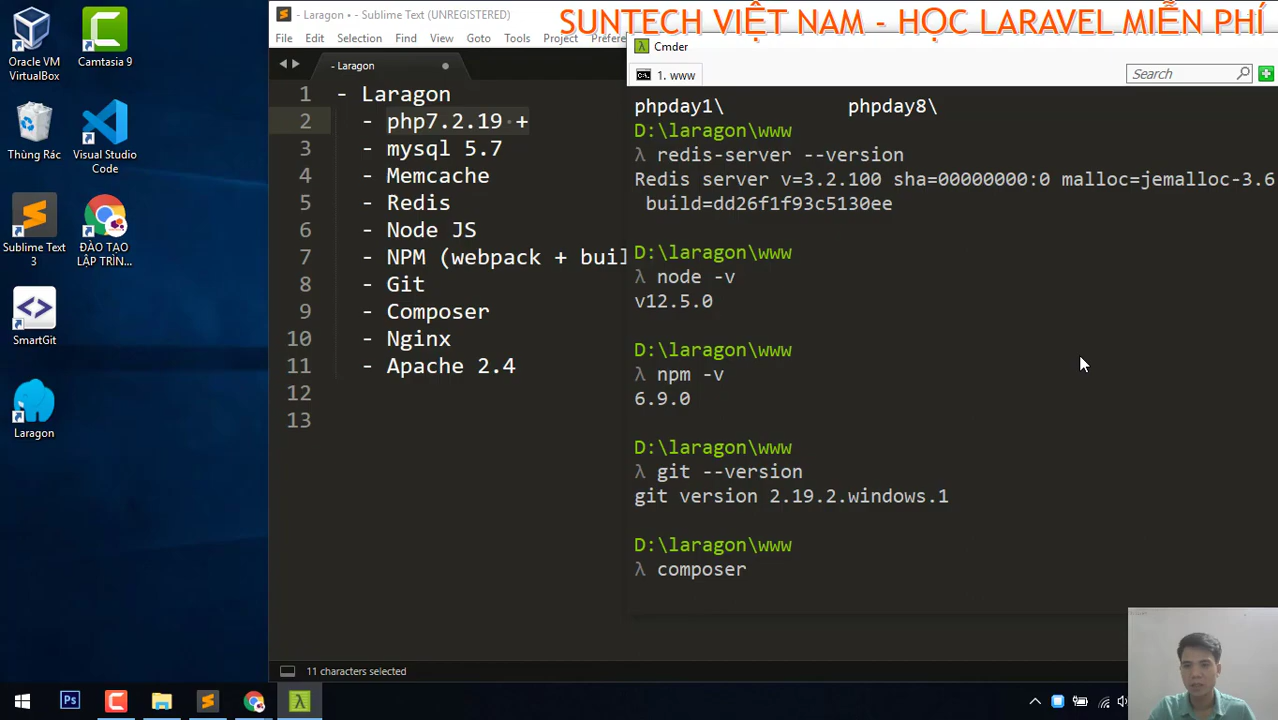 SUNTECH VIỆT NAM - HỌC LARAVEL MIỄN PHÍ
Oracle VM
VirtualBox
Camtasia 9
Thùng Rác
Visual Studio
Code
Sublime Text
3
ĐÀO TẠO
LẬP TRÌN...
SmartGit
Laragon
- Laragon • - Sublime Text (UNREGISTERED)
File Edit Selection Find View Goto Tools Project Prefere
- Laragon
1 - Laragon
2 - php7.2.19 +
3 - mysql 5.7
4 - Memcache
5 - Redis
6 - Node JS
7 - NPM (webpack + buil
8 - Git
9 - Composer
10 - Nginx
11 - Apache 2.4
12
13
11 characters selected
Cmder
1. www
Search
phpday1\ phpday8\
D:\laragon\www
λ redis-server --version
Redis server v=3.2.100 sha=00000000:0 malloc=jemalloc-3.6
build=dd26f1f93c5130ee
D:\laragon\www
λ node -v
v12.5.0
D:\laragon\www
λ npm -v
6.9.0
D:\laragon\www
λ git --version
git version 2.19.2.windows.1
D:\laragon\www
λ composer
Ps